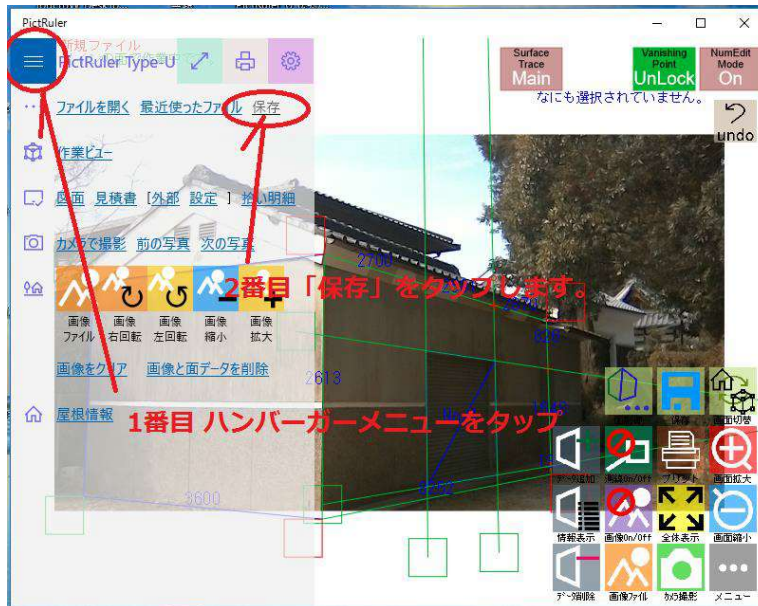 PictRuler
新規ファイル
PictRuler Type-U
Surface Trace Main
Vanishing Point UnLock
NumEdit Mode On
なにも選択されていません。
undo
ファイルを開く 最近使ったファイル 保存
作業ビュー
図面 見積書 [外部 設定 ] 拾い明細
カメラで撮影 前の写真 次の写真
2700
2番目「保存」をタップします。
画像ファイル 画像右回転 画像左回転 画像縮小 画像拡大
820
画像をクリア 画像と面データを削除
2613
屋根情報
1番目 ハンバーガーメニューをタップ
保存 画面切替
データ追加 プリント 画面拡大
3600
情報表示 画像On/Off 全体表示 画面縮小
データ削除 画像ファイル カメラ撮影 メニュー